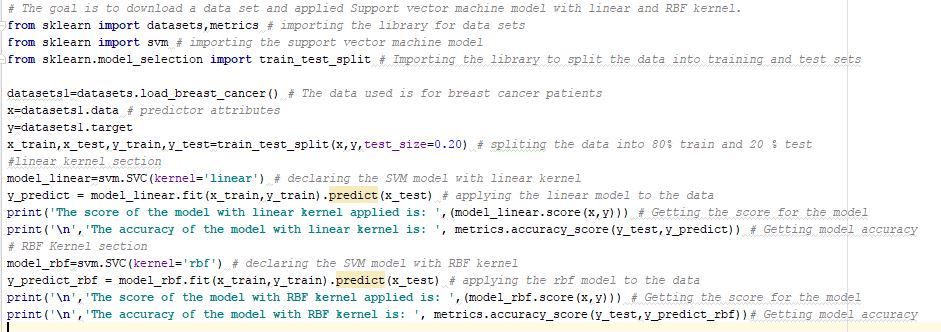 # The goal is to download a data set and applied Support vector machine model with linear and RBF kernel.
from sklearn import datasets,metrics # importing the library for data sets
from sklearn import svm # importing the support vector machine model
from sklearn.model_selection import train_test_split # Importing the library to split the data into training and test sets
datasets1=datasets.load_breast_cancer() # The data used is for breast cancer patients
x=datasets1.data # predictor attributes
y=datasets1.target
x_train,x_test,y_train,y_test=train_test_split(x,y,test_size=0.20) # spliting the data into 80% train and 20 % test
#linear kernel section
model_linear=svm.SVC(kernel='linear') # declaring the SVM model with linear kernel
y_predict = model_linear.fit(x_train,y_train).predict(x_test) # applying the linear model to the data
print('The score of the model with linear kernel applied is: ',(model_linear.score(x,y))) # Getting the score for the model
print('\n','The accuracy of the model with linear kernel is: ', metrics.accuracy_score(y_test,y_predict)) # Getting model accuracy
# RBF Kernel section
model_rbf=svm.SVC(kernel='rbf') # declaring the SVM model with RBF kernel
y_predict_rbf = model_rbf.fit(x_train,y_train).predict(x_test) # applying the rbf model to the data
print('\n','The score of the model with RBF kernel applied is: ',(model_rbf.score(x,y))) # Getting the score for the model
print('\n','The accuracy of the model with RBF kernel is: ', metrics.accuracy_score(y_test,y_predict_rbf))# Getting model accuracy